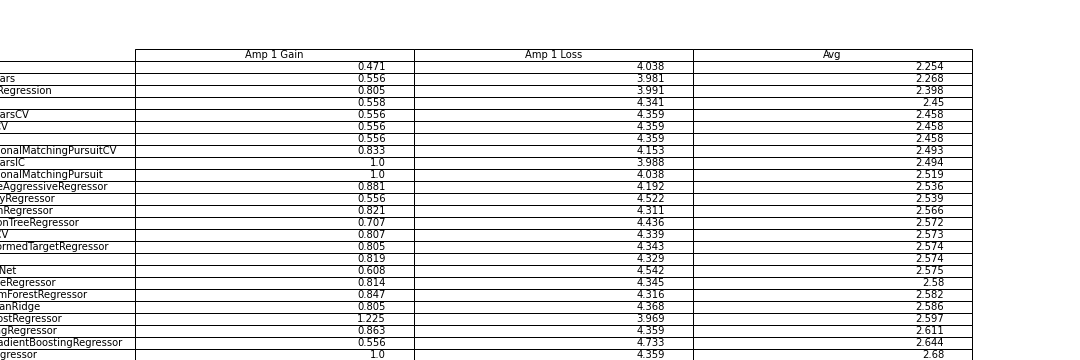 Amp 1 Gain Amp 1 Loss Avg
0.471 4.038 2.254
ars 0.556 3.981 2.268
Regression 0.805 3.991 2.398
0.558 4.341 2.45
arsCV 0.556 4.359 2.458
CV 0.556 4.359 2.458
0.556 4.359 2.458
onalMatchingPursuitCV 0.833 4.153 2.493
arsIC 1.0 3.988 2.494
onalMatchingPursuit 1.0 4.038 2.519
eAggressiveRegressor 0.881 4.192 2.536
yRegressor 0.556 4.522 2.539
nRegressor 0.821 4.311 2.566
onTreeRegressor 0.707 4.436 2.572
CV 0.807 4.339 2.573
ormedTargetRegressor 0.805 4.343 2.574
0.819 4.329 2.574
Net 0.608 4.542 2.575
eRegressor 0.814 4.345 2.58
mForestRegressor 0.847 4.316 2.582
anRidge 0.805 4.368 2.586
ostRegressor 1.225 3.969 2.597
ngRegressor 0.863 4.359 2.611
adientBoostingRegressor 0.556 4.733 2.644
gressor 1.0 4.359 2.68